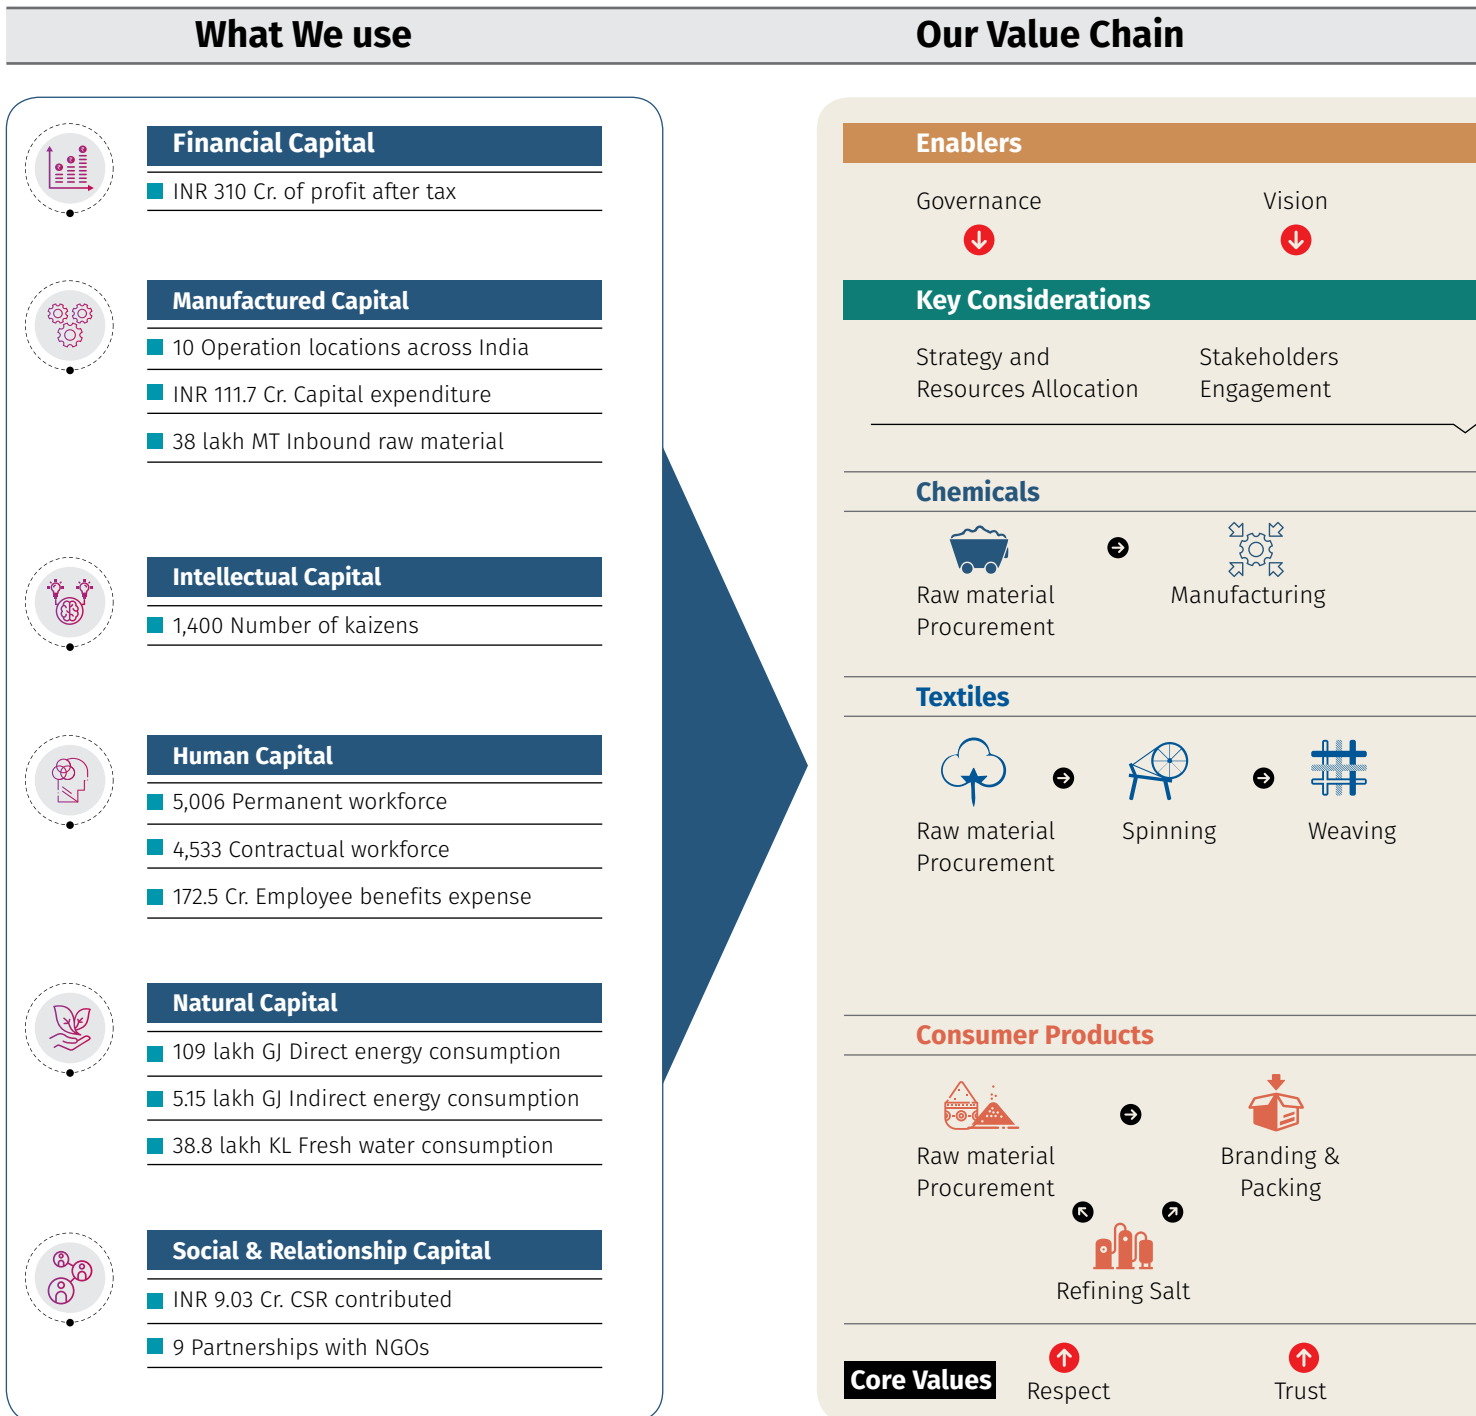 What We use
Our Value Chain
Financial Capital
INR 310 Cr. of profit after tax
Manufactured Capital
10 Operation locations across India
INR 111.7 Cr. Capital expenditure
38 lakh MT Inbound raw material
Intellectual Capital
1,400 Number of kaizens
Human Capital
5,006 Permanent workforce
4,533 Contractual workforce
172.5 Cr. Employee benefits expense
Natural Capital
109 lakh GJ Direct energy consumption
5.15 lakh GJ Indirect energy consumption
38.8 lakh KL Fresh water consumption
Social & Relationship Capital
INR 9.03 Cr. CSR contributed
9 Partnerships with NGOs
Enablers
Governance
Vision
Key Considerations
Strategy and
Resources Allocation
Stakeholders
Engagement
Chemicals
Raw material
Procurement
Manufacturing
Textiles
Raw material
Procurement
Spinning
Weaving
Consumer Products
Raw material
Procurement
Branding &
Packing
Refining Salt
Core Values
Respect
Trust